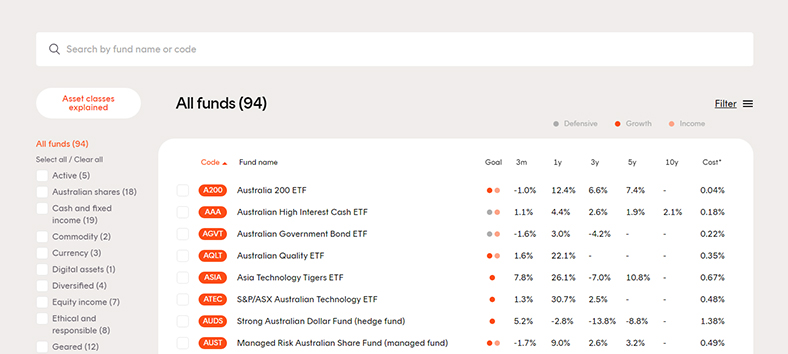 Search by fund name or code
Asset classes
explained
All funds (94)
Filter
Defensive Growth Income
All funds (94)
Select all / Clear all
Active (5)
Australian shares (18)
Cash and fixed
income (19)
Commodity (2)
Currency (3)
Digital assets (1)
Diversified (4)
Equity income (7)
Ethical and
responsible (8)
Geared (12)
Code Fund name Goal 3m 1y 3y 5y 10y Cost*
A200 Australia 200 ETF -1.0% 12.4% 6.6% 7.4% - 0.04%
AAA Australian High Interest Cash ETF 1.1% 4.4% 2.6% 1.9% 2.1% 0.18%
AGVT Australian Government Bond ETF -1.6% 3.0% -4.2% - - 0.22%
AQLT Australian Quality ETF 1.6% 22.1% - - - 0.35%
ASIA Asia Technology Tigers ETF 7.8% 26.1% -7.0% 10.8% - 0.67%
ATEC S&P/ASX Australian Technology ETF 1.3% 30.7% 2.5% - - 0.48%
AUDS Strong Australian Dollar Fund (hedge fund) 5.2% -2.8% -13.8% -8.8% - 1.38%
AUST Managed Risk Australian Share Fund (managed fund) -1.7% 9.0% 2.6% 3.2% - 0.49%